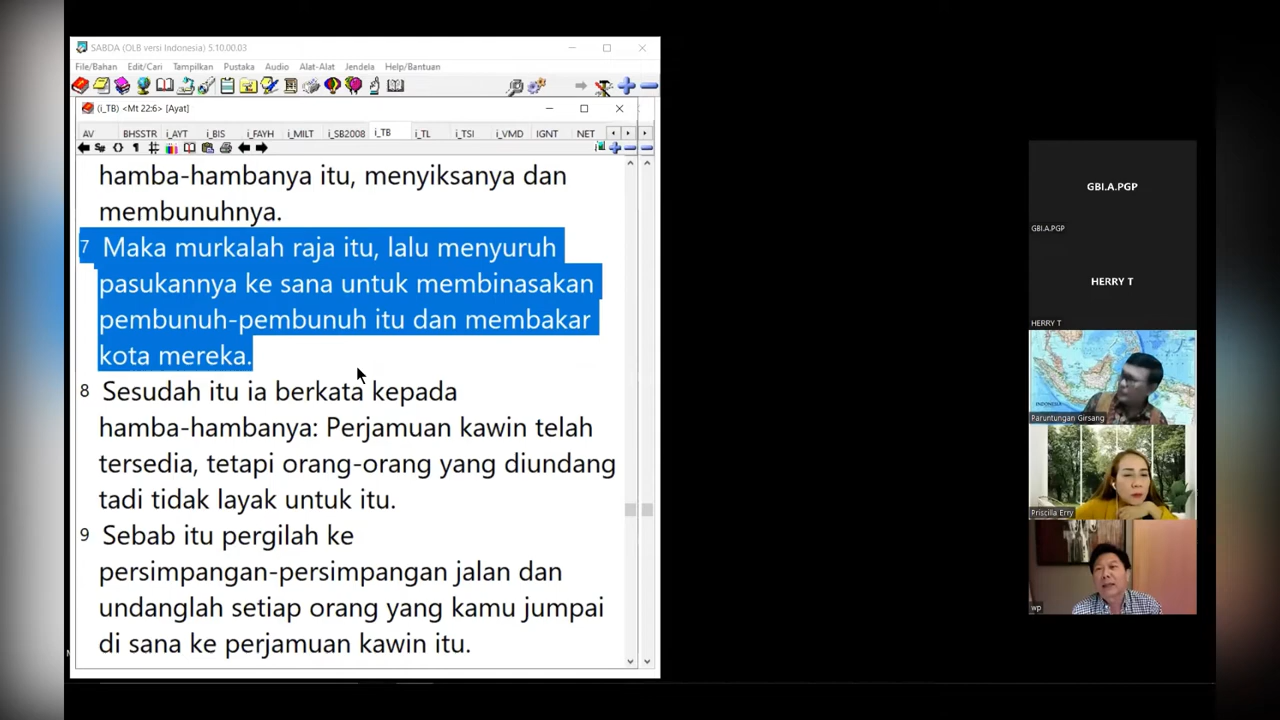 SABDA (OLB versi Indonesia) 5.10.00.03
File/Bahan Edit/Cari Tampilkan Pustaka Audio Alat-Alat Jendela Help/Bantuan
(i_TB) <Mt 22:6> [Ayat]
AV BHSSTR i_AYT i_BIS i_FAYH i_MILT i_SB2008 i_TB i_TL i_TSI i_VMD IGNT NET
hamba-hambanya itu, menyiksanya dan
membunuhnya.
7 Maka murkalah raja itu, lalu menyuruh
pasukannya ke sana untuk membinasakan
pembunuh-pembunuh itu dan membakar
kota mereka.
8 Sesudah itu ia berkata kepada
hamba-hambanya: Perjamuan kawin telah
tersedia, tetapi orang-orang yang diundang
tadi tidak layak untuk itu.
9 Sebab itu pergilah ke
persimpangan-persimpangan jalan dan
undanglah setiap orang yang kamu jumpai
di sana ke perjamuan kawin itu.
GBI.A.PGP
GBI.A.PGP
HERRY T
HERRY T
INDONESIA
Paruntungan Girsang
Priscilla Erry
wp